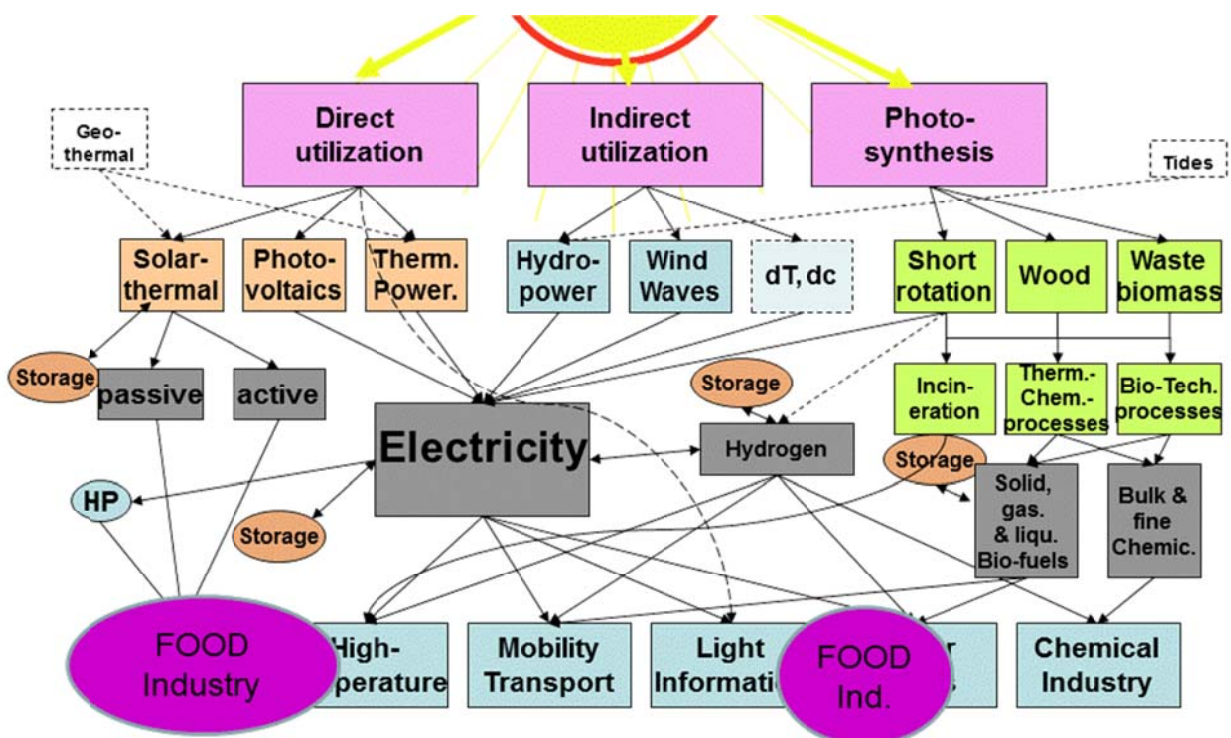 Direct
utilization
Indirect
utilization
Photo-
synthesis
Geo-
thermal
Tides
Solar-
thermal
Photo-
voltaics
Therm.
Power.
Hydro-
power
Wind
Waves
dT, dc
Short
rotation
Wood
Waste
biomass
Storage
passive
active
Storage
Incin-
eration
Therm.-
Chem.-
processes
Bio-Tech.
processes
Electricity
Hydrogen
Storage
Solid,
gas.
& liqu.
Bio-fuels
Bulk &
fine
Chemic.
HP
Storage
FOOD
Industry
High-
perature
Mobility
Transport
Light
Informati
FOOD
Ind.
Chemical
Industry